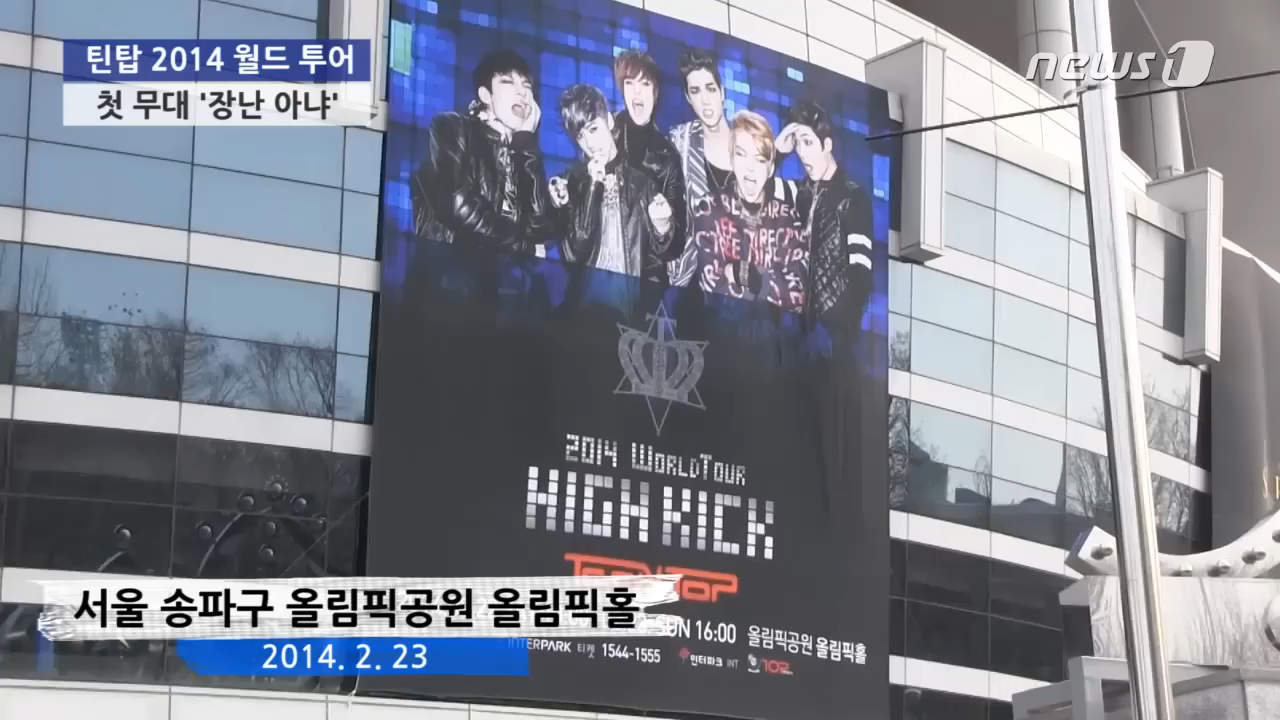 틴탑 2014 월드 투어
첫 무대 '장난 아냐'
news1
2014 WORLDTOUR
HIGH KICK
TOP
서울 송파구 올림픽공원 올림픽홀
SUN 16:00 올림픽공원 올림픽홀
INTERPARK 티켓 1544-1555 인터파크 INT
2014. 2. 23